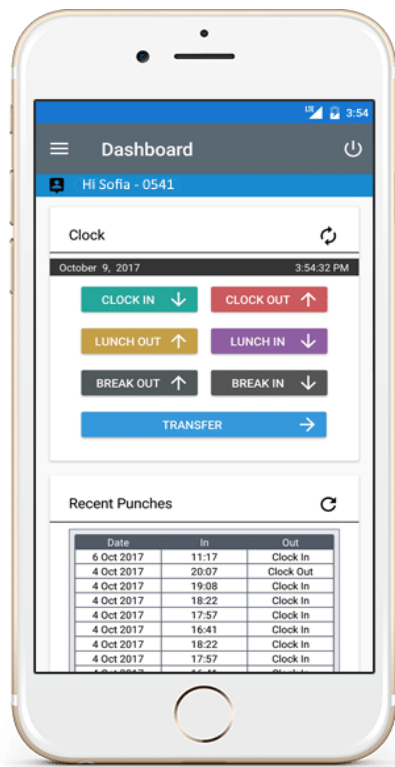 LTE 3:54
Dashboard
Hi Sofia - 0541
Clock
October 9, 2017 3:54:32 PM
CLOCK IN CLOCK OUT
LUNCH OUT LUNCH IN
BREAK OUT BREAK IN
TRANSFER
Recent Punches
Date In Out
6 Oct 2017 11:17 Clock In
4 Oct 2017 20:07 Clock Out
4 Oct 2017 19:08 Clock In
4 Oct 2017 18:22 Clock In
4 Oct 2017 17:57 Clock In
4 Oct 2017 16:41 Clock In
4 Oct 2017 18:22 Clock In
4 Oct 2017 17:57 Clock In